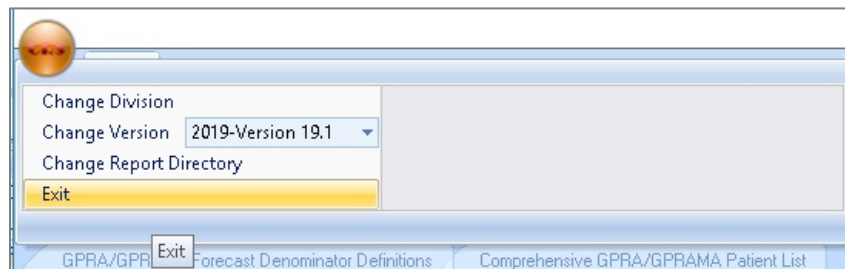 CRS
Change Division
Change Version 2019-Version 19.1
Change Report Directory
Exit
Exit
GPRA/GPR Forecast Denominator Definitions Comprehensive GPRA/GPRAMA Patient List